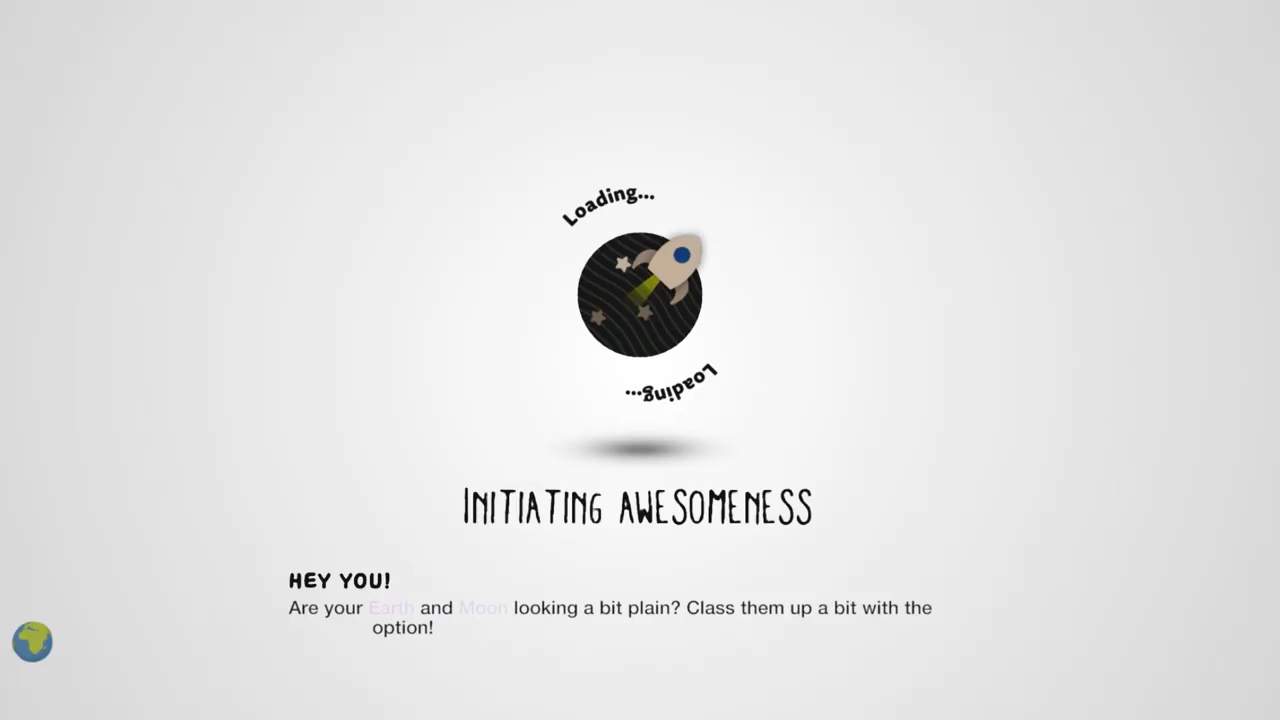 Loading...
Loading...
INITIATING AWESOMENESS
HEY YOU!
Are your Earth and Moon looking a bit plain? Class them up a bit with the
option!